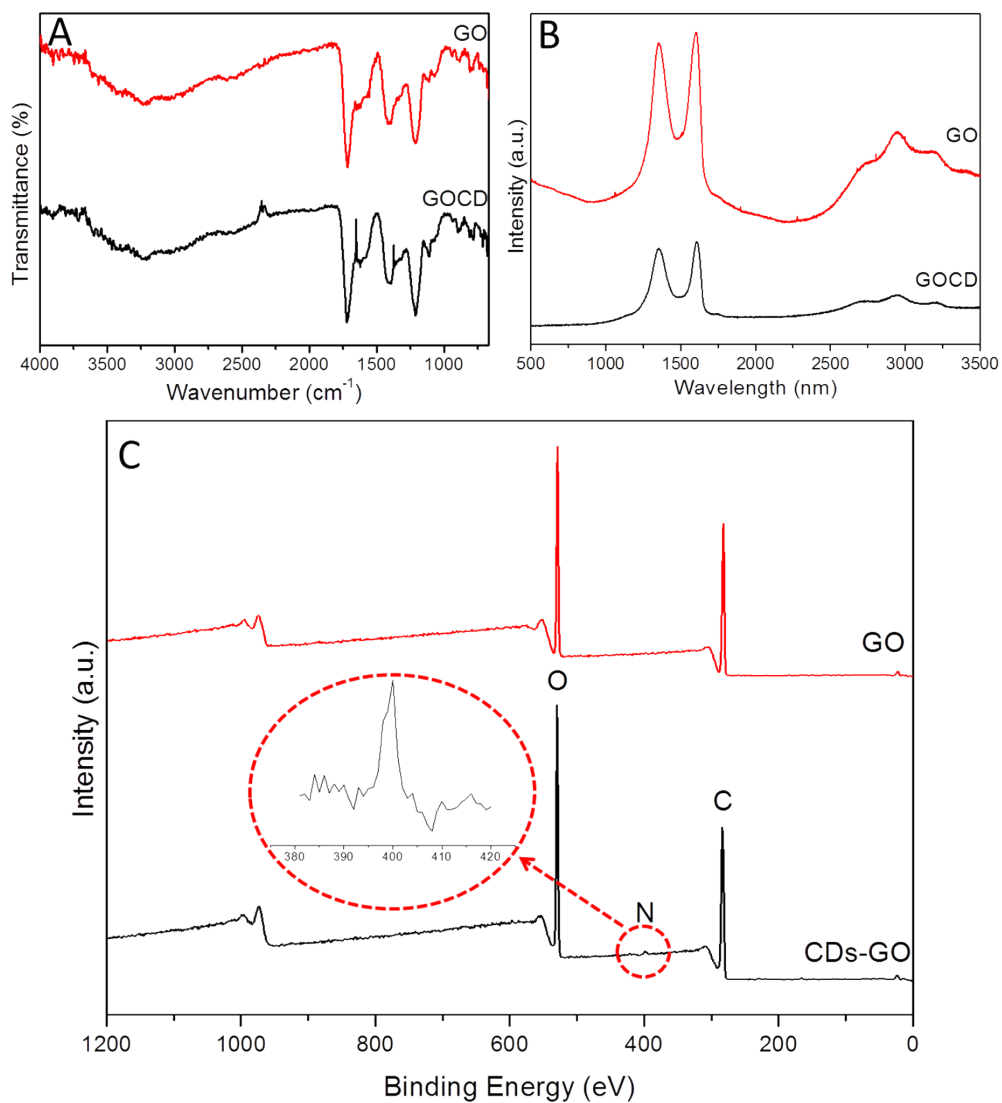 A
GO
GOCD
Transmittance (%)
4000 3500 3000 2500 2000 1500 1000
Wavenumber (cm⁻¹)
B
GO
GOCD
Intensity (a.u.)
500 1000 1500 2000 2500 3000 3500
Wavelength (nm)
C
GO
O
C
N
CDs-GO
380 390 400 410 420
Intensity (a.u.)
1200 1000 800 600 400 200 0
Binding Energy (eV)